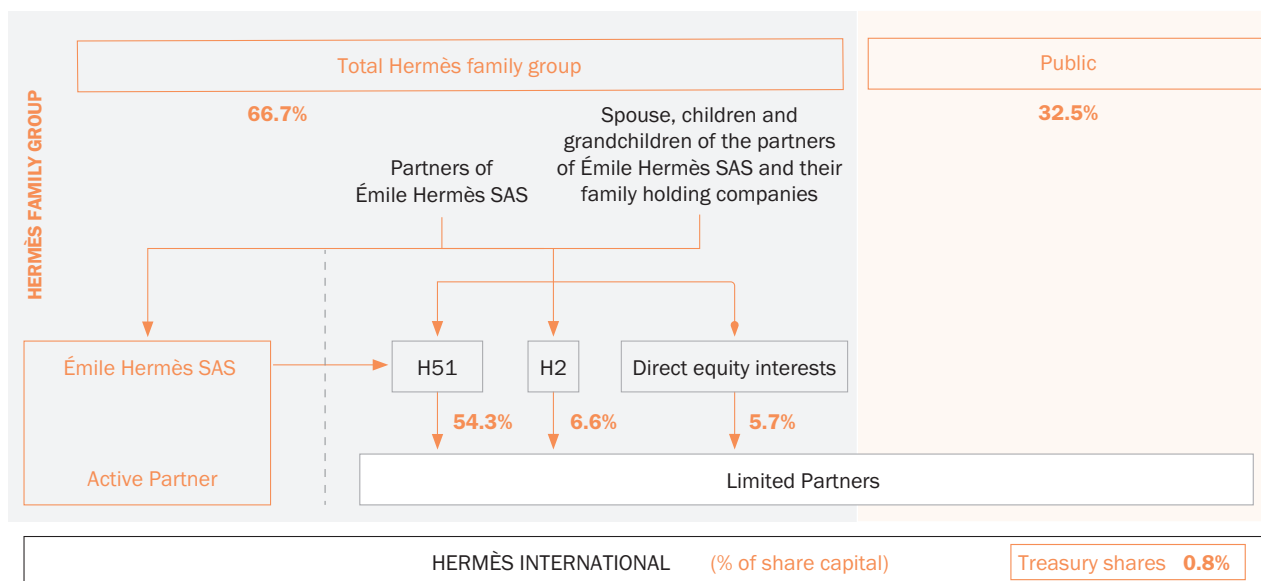 Total Hermès family group
Public
66.7%
32.5%
HERMÈS FAMILY GROUP
Partners of
Émile Hermès SAS
Spouse, children and
grandchildren of the partners
of Émile Hermès SAS and their
family holding companies
Émile Hermès SAS
Active Partner
H51
H2
Direct equity interests
54.3%
6.6%
5.7%
Limited Partners
HERMÈS INTERNATIONAL (% of share capital)
Treasury shares 0.8%